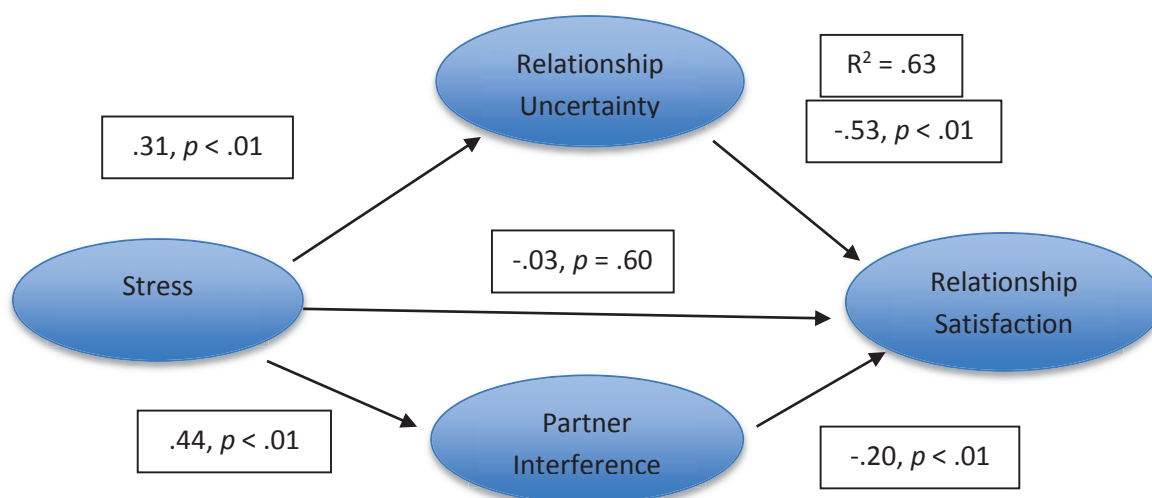 Relationship
Uncertainty
R² = .63
-.53, p < .01
.31, p < .01
-.03, p = .60
Stress
Relationship
Satisfaction
.44, p < .01
Partner
Interference
-.20, p < .01